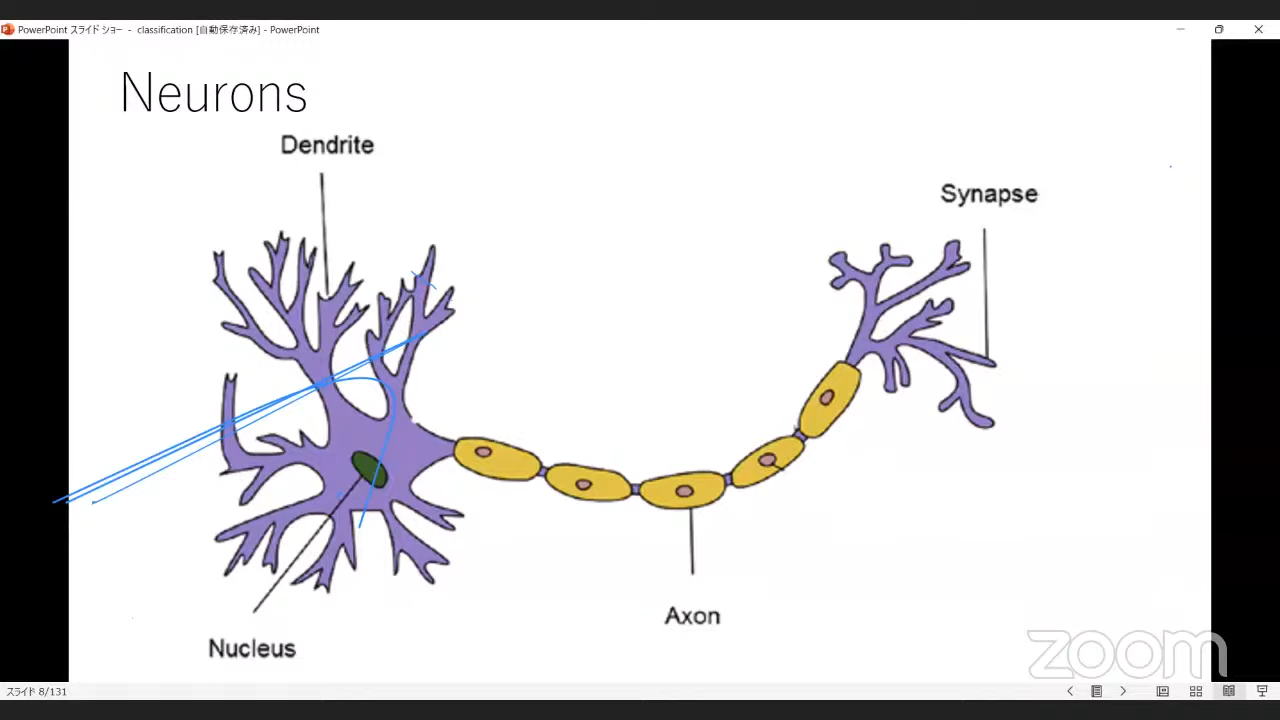 PowerPoint スライド ショー - classification [自動保存済み] - PowerPoint
Neurons
Dendrite
Synapse
Axon
Nucleus
zoom
スライド 8/131